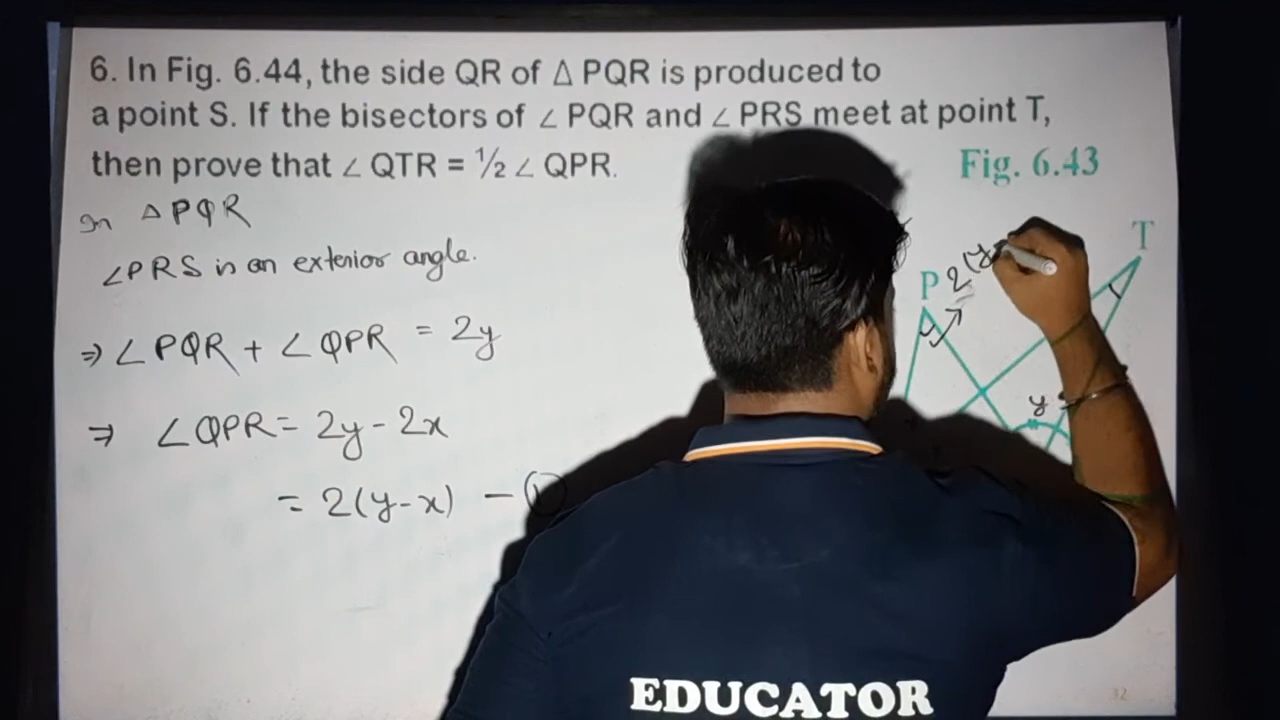 6. In Fig. 6.44, the side QR of △ PQR is produced to
a point S. If the bisectors of ∠ PQR and ∠ PRS meet at point T,
then prove that ∠ QTR = ½ ∠ QPR.
Fig. 6.43
In △ PQR
∠PRS is an exterior angle.
⇒ ∠PQR + ∠QPR = 2y
⇒ ∠QPR = 2y - 2x
= 2(y-x) - ①
T
P 2(y-
y
EDUCATOR
32